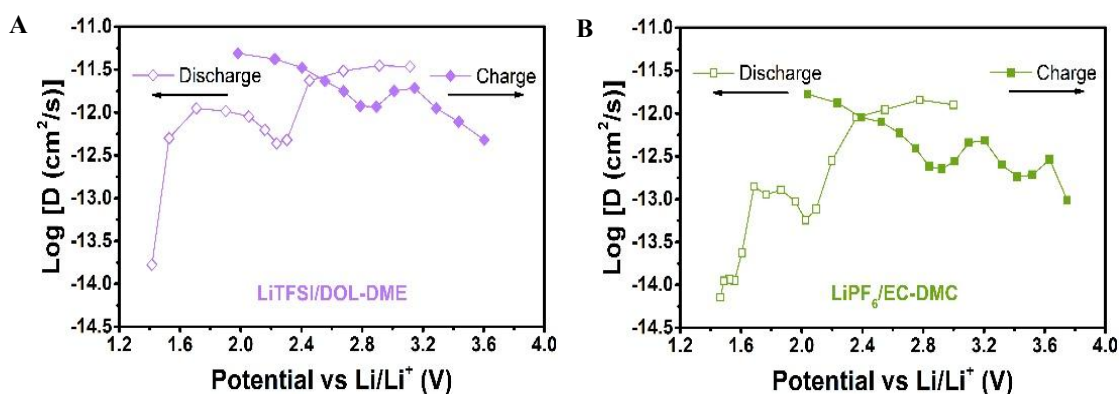 A
Log [D (cm²/s)]
-11.0
-11.5
-12.0
-12.5
-13.0
-13.5
-14.0
-14.5
Discharge
Charge
LiTFSI/DOL-DME
1.2 1.6 2.0 2.4 2.8 3.2 3.6 4.0
Potential vs Li/Li⁺ (V)
B
Log [D (cm²/s)]
-11.0
-11.5
-12.0
-12.5
-13.0
-13.5
-14.0
-14.5
Discharge
Charge
LiPF₆/EC-DMC
1.2 1.6 2.0 2.4 2.8 3.2 3.6 4.0
Potential vs Li/Li⁺ (V)